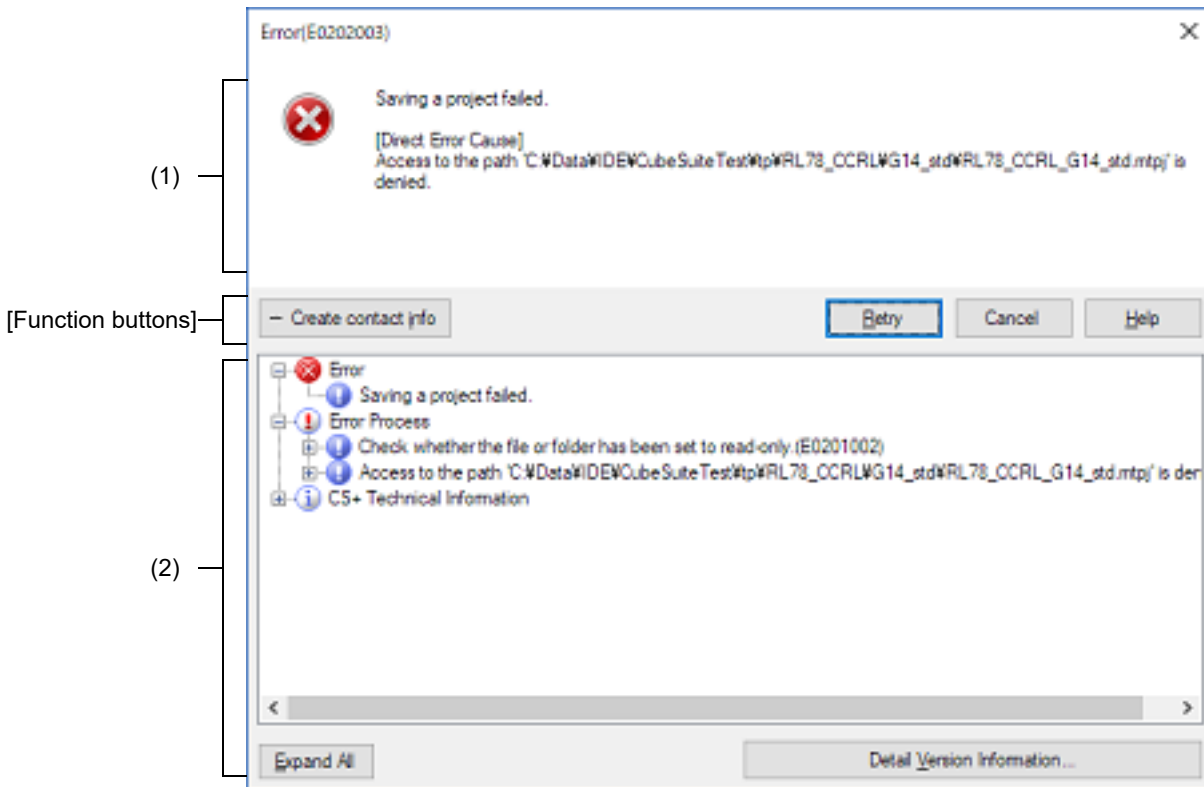 Error(E0202003)
Saving a project failed.
[Direct Error Cause]
Access to the path 'C:¥Data¥IDE¥CubeSuiteTest¥tp¥RL78_CCRL¥G14_std¥RL78_CCRL_G14_std.mtpj' is
denied.
(1)
[Function buttons]
− Create contact info
Retry
Cancel
Help
Error
Saving a project failed.
Error Process
Check whether the file or folder has been set to read-only.(E0201002)
Access to the path 'C:¥Data¥IDE¥CubeSuiteTest¥tp¥RL78_CCRL¥G14_std¥RL78_CCRL_G14_std.mtpj' is der
CS+ Technical Information
(2)
Expand All
Detail Version Information...